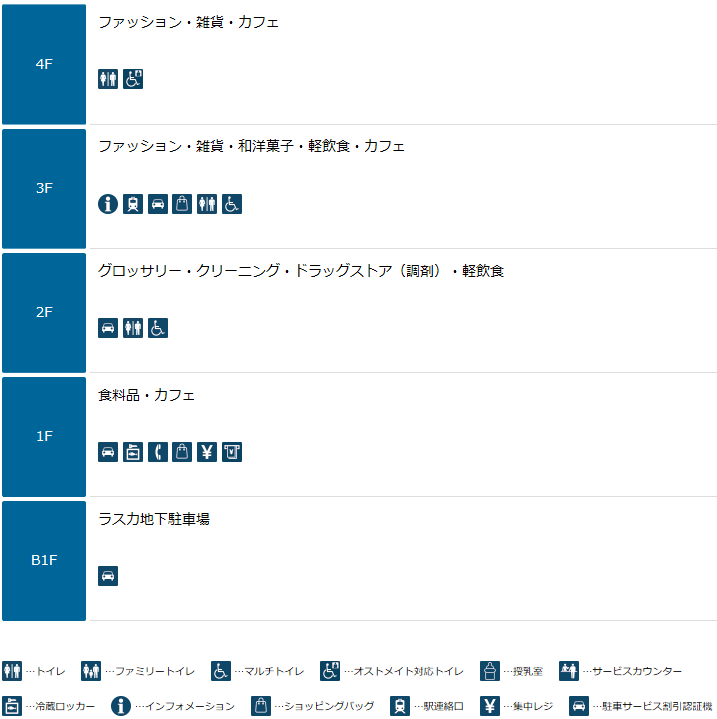 4F
ファッション・雑貨・カフェ
3F
ファッション・雑貨・和洋菓子・軽飲食・カフェ
2F
グロッサリー・クリーニング・ドラッグストア（調剤）・軽飲食
1F
食料品・カフェ
B1F
ラスカ地下駐車場
…トイレ …ファミリートイレ …マルチトイレ …オストメイト対応トイレ …授乳室 …サービスカウンター
…冷蔵ロッカー …インフォメーション …ショッピングバッグ …駅連絡口 …集中レジ …駐車サービス割引認証機